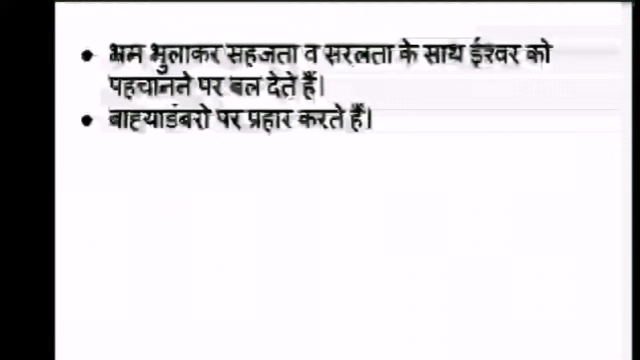 • भ्रम भुलाकर सहजता व सरलता के साथ ईश्वर को
पहचानने पर बल देते हैं।
• बाह्याडंबरो पर प्रहार करते हैं।